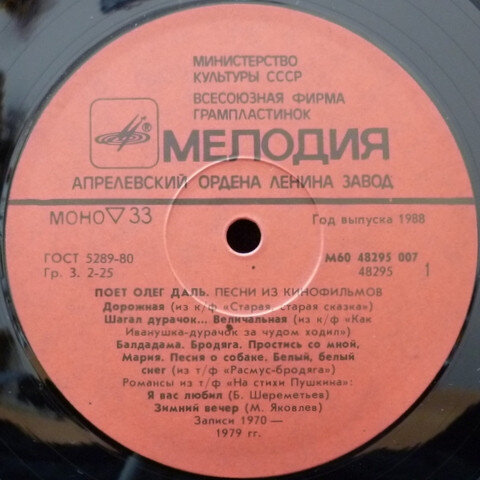 МИНИСТЕРСТВО
КУЛЬТУРЫ СССР
ВСЕСОЮЗНАЯ ФИРМА
ГРАМПЛАСТИНОК
МЕЛОДИЯ
АПРЕЛЕВСКИЙ ОРДЕНА ЛЕНИНА ЗАВОД
МОНО ▽ 33
Год выпуска 1988
ГОСТ 5289-80
М60 48295 007
Гр. 3. 2-25
48295 1
ПОЕТ ОЛЕГ ДАЛЬ. ПЕСНИ ИЗ КИНОФИЛЬМОВ
Дорожная (из к/ф «Старая, старая сказка»)
Шагал дурачок... Величальная (из к/ф «Как
Иванушка-дурачок за чудом ходил»)
Балдадама. Бродяга. Простись со мной,
Мария. Песня о собаке. Белый, белый
снег (из т/ф «Расмус-бродяга»)
Романсы из т/ф «На стихи Пушкина»:
Я вас любил (Б. Шереметьев)
Зимний вечер (М. Яковлев)
Записи 1970—
1979 гг.